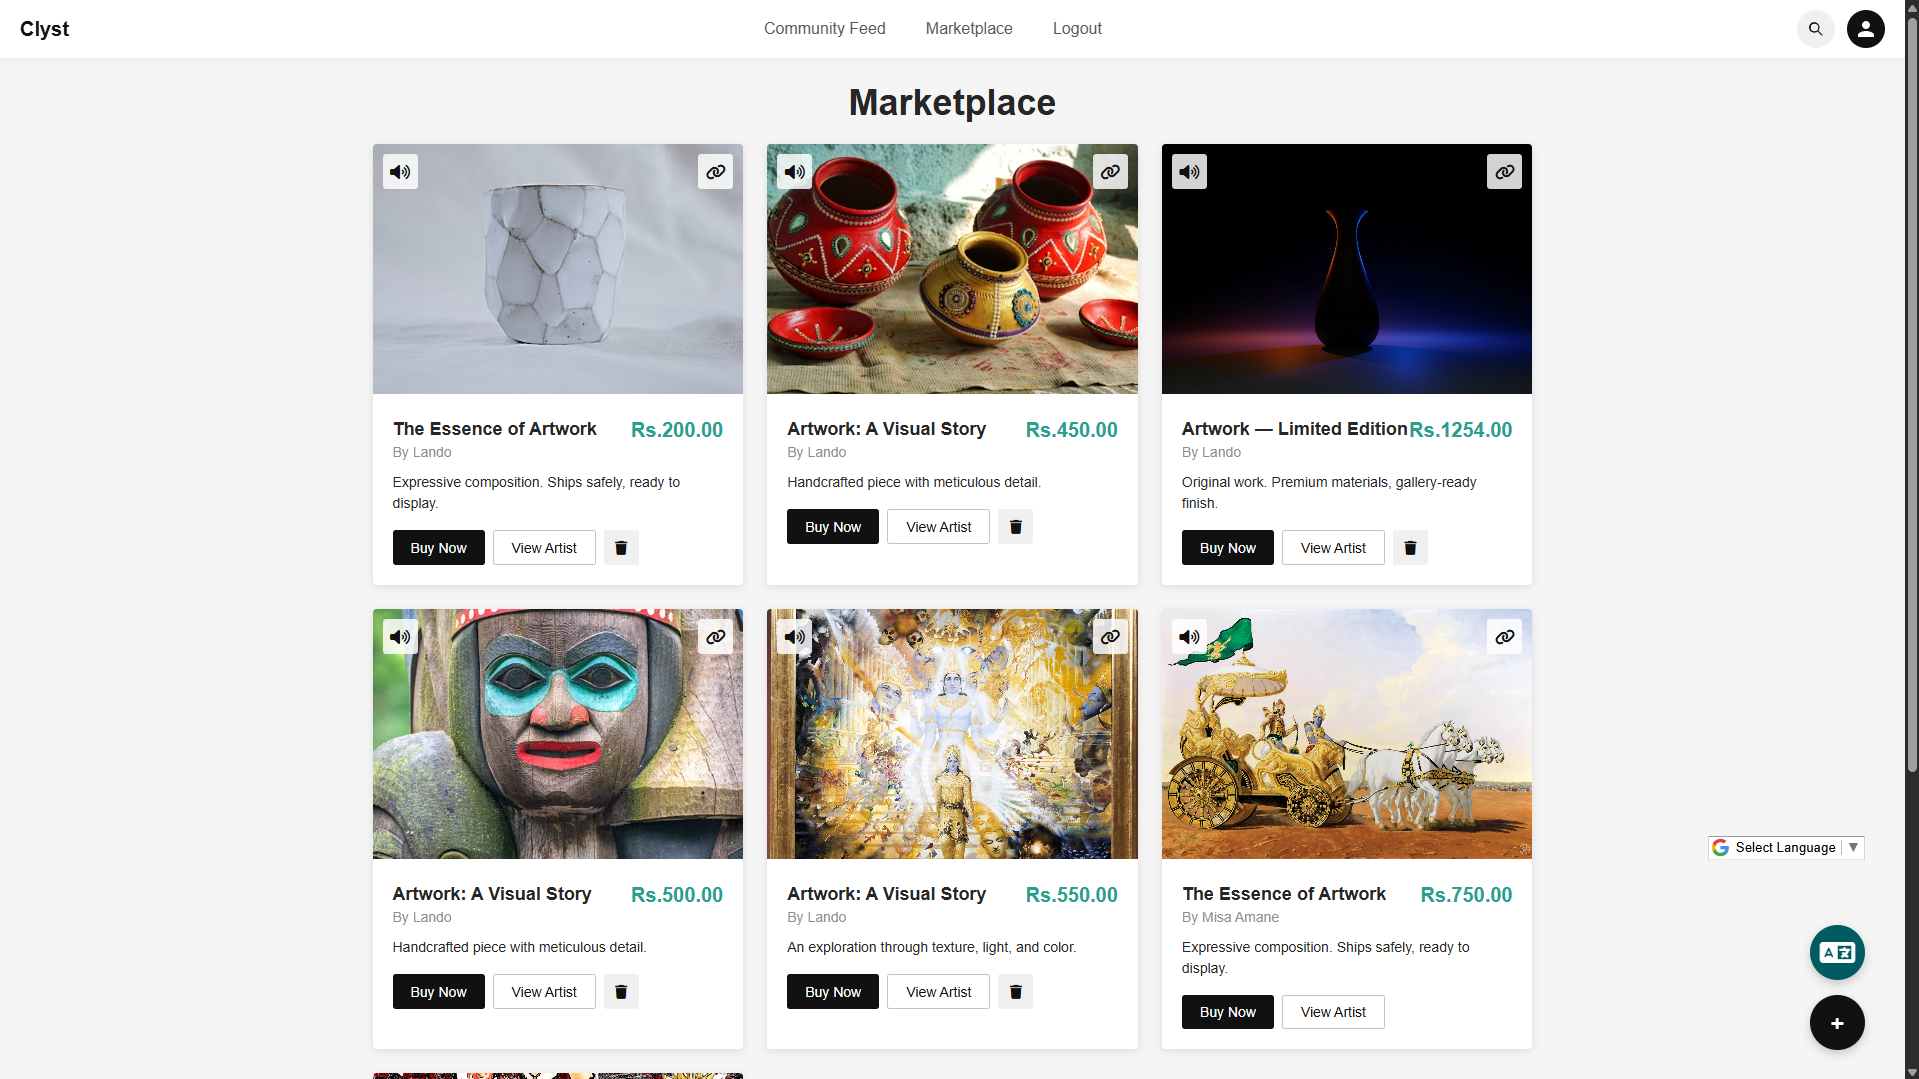 Clyst
Community Feed
Marketplace
Logout
Marketplace
The Essence of Artwork
Rs.200.00
By Lando
Expressive composition. Ships safely, ready to
display.
Buy Now
View Artist
Artwork: A Visual Story
Rs.450.00
By Lando
Handcrafted piece with meticulous detail.
Buy Now
View Artist
Artwork — Limited Edition
Rs.1254.00
By Lando
Original work. Premium materials, gallery-ready
finish.
Buy Now
View Artist
Artwork: A Visual Story
Rs.500.00
By Lando
Handcrafted piece with meticulous detail.
Buy Now
View Artist
Artwork: A Visual Story
Rs.550.00
By Lando
An exploration through texture, light, and color.
Buy Now
View Artist
The Essence of Artwork
Rs.750.00
By Misa Amane
Expressive composition. Ships safely, ready to
display.
Buy Now
View Artist
Select Language ▼